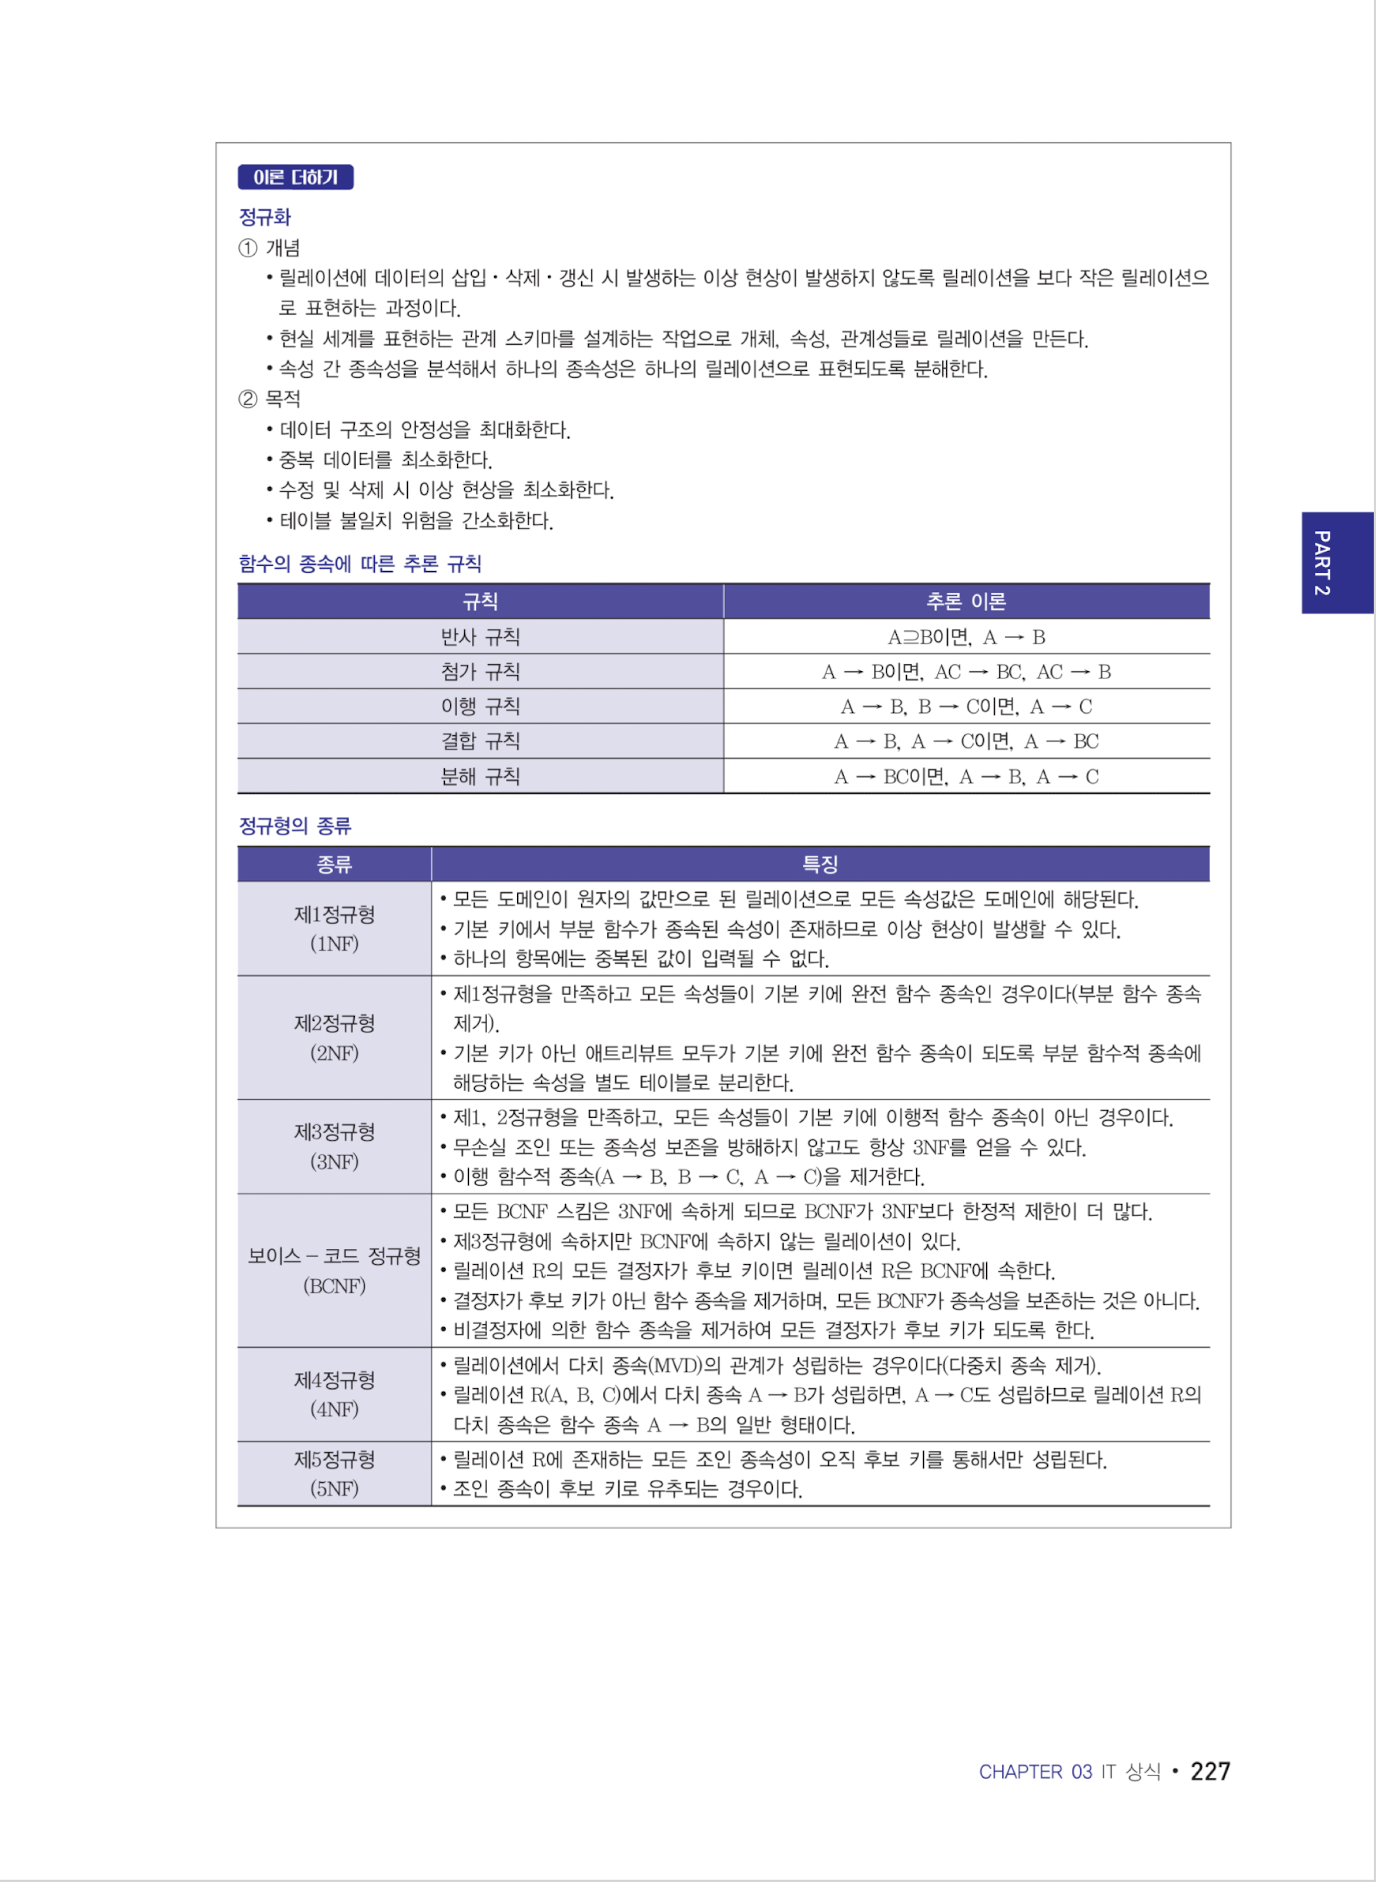 이론 더하기
정규화
① 개념
• 릴레이션에 데이터의 삽입·삭제·갱신 시 발생하는 이상 현상이 발생하지 않도록 릴레이션을 보다 작은 릴레이션으
로 표현하는 과정이다.
• 현실 세계를 표현하는 관계 스키마를 설계하는 작업으로 개체, 속성, 관계성들로 릴레이션을 만든다.
• 속성 간 종속성을 분석해서 하나의 종속성은 하나의 릴레이션으로 표현되도록 분해한다.
② 목적
• 데이터 구조의 안정성을 최대화한다.
• 중복 데이터를 최소화한다.
• 수정 및 삭제 시 이상 현상을 최소화한다.
• 테이블 불일치 위험을 간소화한다.
PART 2
함수의 종속에 따른 추론 규칙
규칙 추론 이론
반사 규칙 A⊇B이면, A → B
첨가 규칙 A → B이면, AC → BC, AC → B
이행 규칙 A → B, B → C이면, A → C
결합 규칙 A → B, A → C이면, A → BC
분해 규칙 A → BC이면, A → B, A → C
정규형의 종류
종류 특징
제1정규형
(1NF)
• 모든 도메인이 원자의 값만으로 된 릴레이션으로 모든 속성값은 도메인에 해당된다.
• 기본 키에서 부분 함수가 종속된 속성이 존재하므로 이상 현상이 발생할 수 있다.
• 하나의 항목에는 중복된 값이 입력될 수 없다.
제2정규형
(2NF)
• 제1정규형을 만족하고 모든 속성들이 기본 키에 완전 함수 종속인 경우이다(부분 함수 종속
제거).
• 기본 키가 아닌 애트리뷰트 모두가 기본 키에 완전 함수 종속이 되도록 부분 함수적 종속에
해당하는 속성을 별도 테이블로 분리한다.
제3정규형
(3NF)
• 제1, 2정규형을 만족하고, 모든 속성들이 기본 키에 이행적 함수 종속이 아닌 경우이다.
• 무손실 조인 또는 종속성 보존을 방해하지 않고도 항상 3NF를 얻을 수 있다.
• 이행 함수적 종속(A → B, B → C, A → C)을 제거한다.
보이스 – 코드 정규형
(BCNF)
• 모든 BCNF 스킴은 3NF에 속하게 되므로 BCNF가 3NF보다 한정적 제한이 더 많다.
• 제3정규형에 속하지만 BCNF에 속하지 않는 릴레이션이 있다.
• 릴레이션 R의 모든 결정자가 후보 키이면 릴레이션 R은 BCNF에 속한다.
• 결정자가 후보 키가 아닌 함수 종속을 제거하며, 모든 BCNF가 종속성을 보존하는 것은 아니다.
• 비결정자에 의한 함수 종속을 제거하여 모든 결정자가 후보 키가 되도록 한다.
제4정규형
(4NF)
• 릴레이션에서 다치 종속(MVD)의 관계가 성립하는 경우이다(다중치 종속 제거).
• 릴레이션 R(A, B, C)에서 다치 종속 A → B가 성립하면, A → C도 성립하므로 릴레이션 R의
다치 종속은 함수 종속 A → B의 일반 형태이다.
제5정규형
(5NF)
• 릴레이션 R에 존재하는 모든 조인 종속성이 오직 후보 키를 통해서만 성립된다.
• 조인 종속이 후보 키로 유추되는 경우이다.
CHAPTER 03 IT 상식 • 227